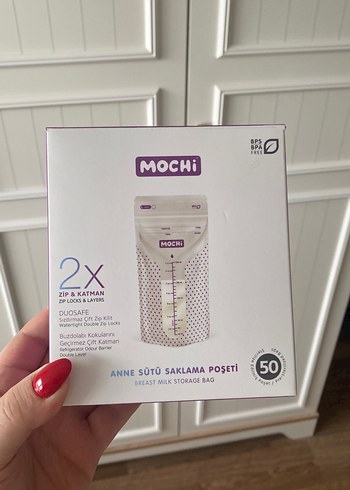 MOCHi
BPS
BPA
FREE
MOCHi
2X
ZİP & KATMAN
ZIP LOCKS & LAYERS
DUOSAFE
Sızdırmaz Çift Zip Kilit
Watertight Double Zip Locks
Buzdolabı Kokularını
Geçirmez Çift Katman
Refrigerator Odour Barrier
Double Layer
ANNE SÜTÜ SAKLAMA POŞETİ
BREAST MILK STORAGE BAG
50